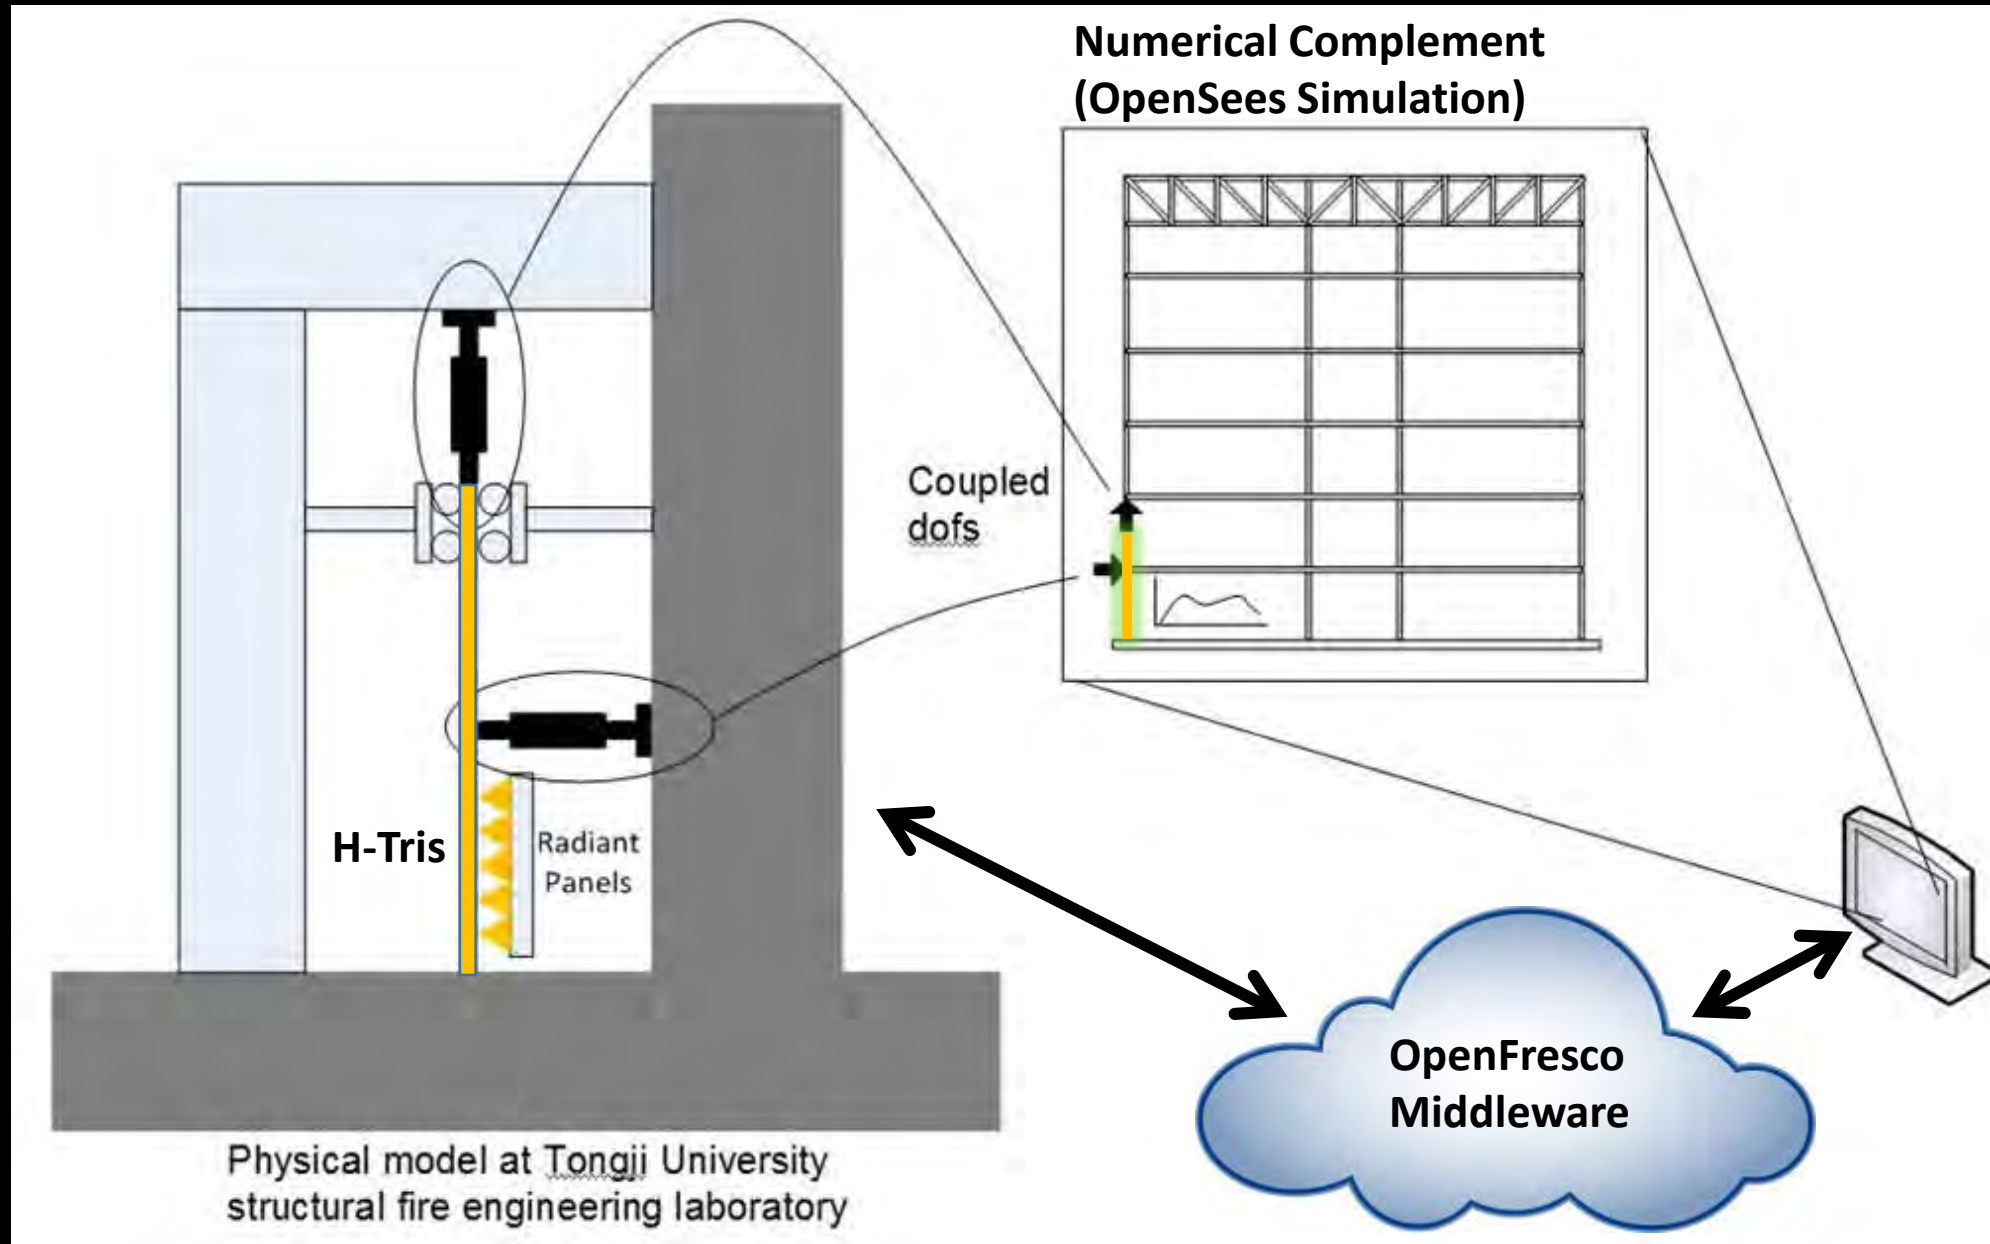 Numerical Complement
(OpenSees Simulation)
Coupled
dofs
H-Tris
Radiant
Panels
OpenFresco
Middleware
Physical model at Tongji University
structural fire engineering laboratory